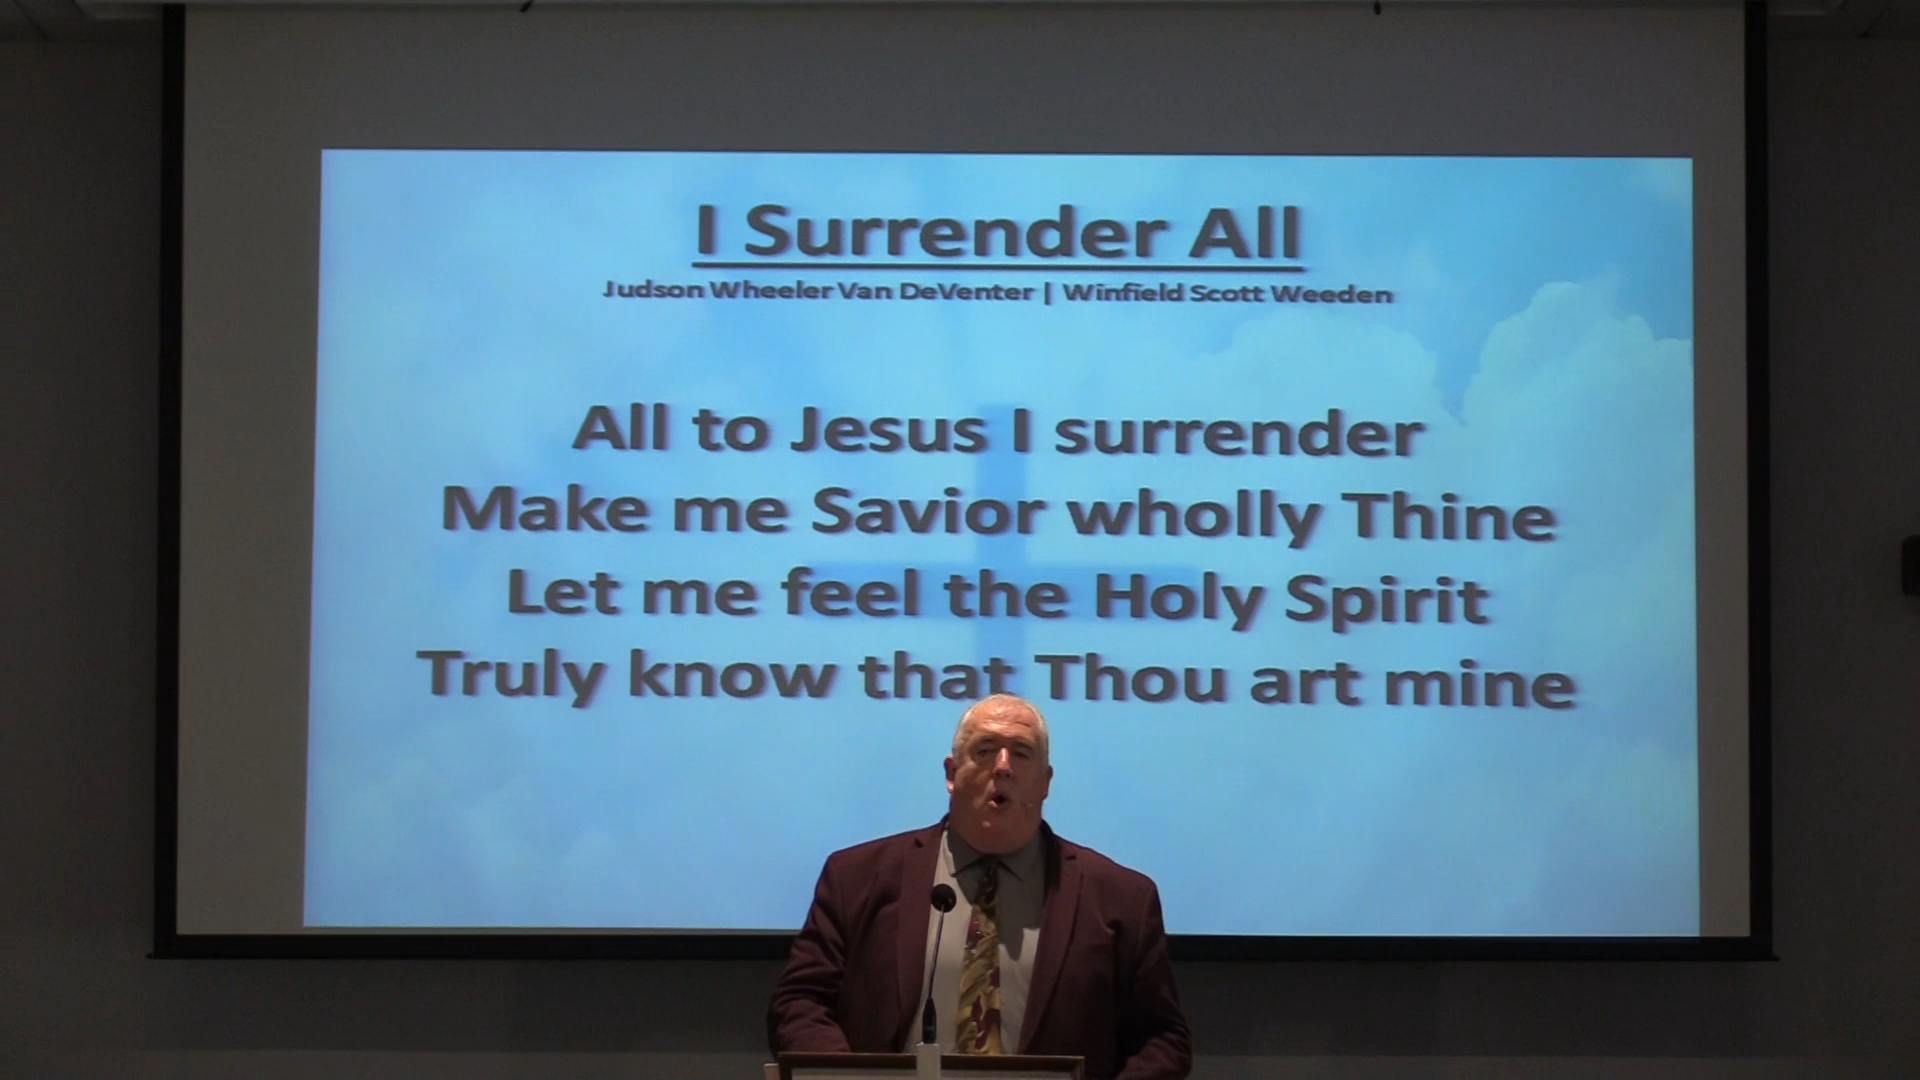 I Surrender All
Judson Wheeler Van DeVenter | Winfield Scott Weeden
All to Jesus I surrender
Make me Savior wholly Thine
Let me feel the Holy Spirit
Truly know that Thou art mine